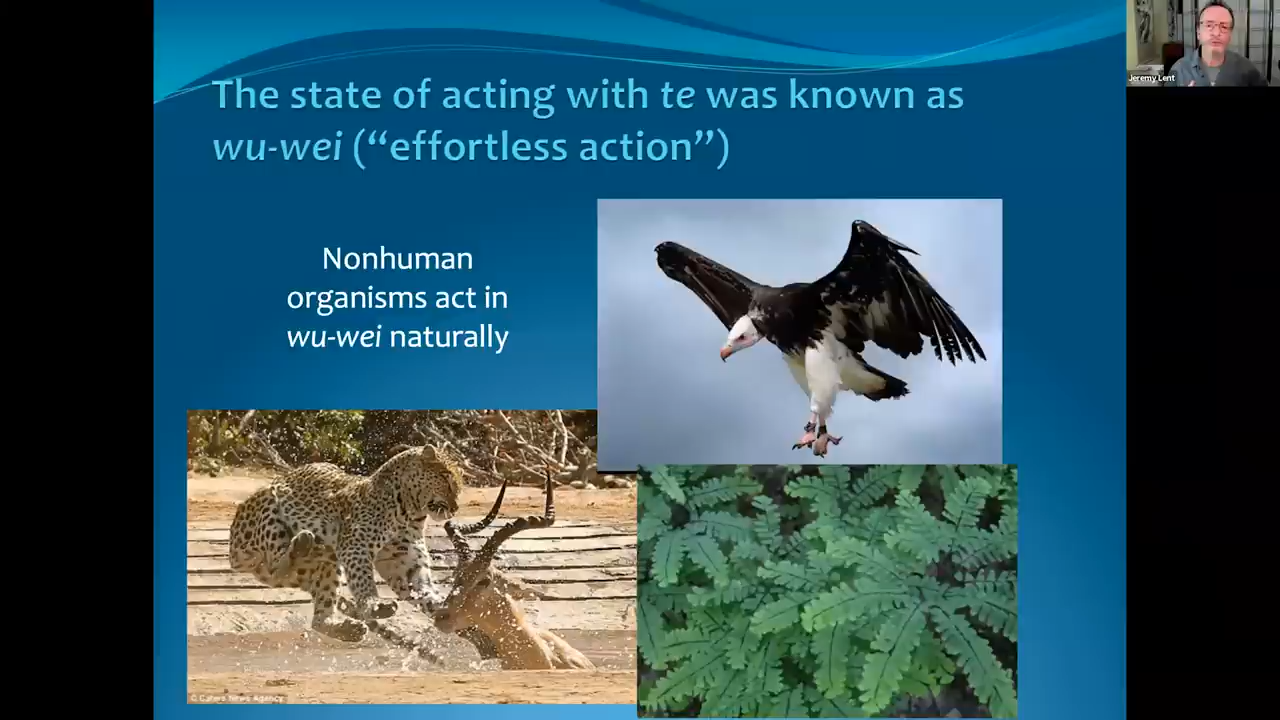 The state of acting with te was known as
wu-wei (“effortless action”)
Nonhuman
organisms act in
wu-wei naturally
Jeremy Lent
© Caters News Agency